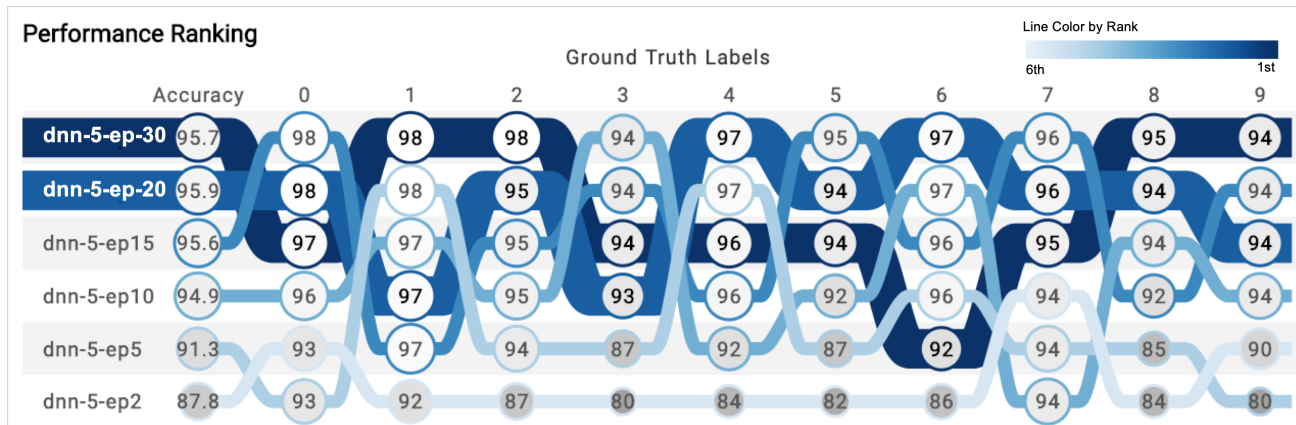 Performance Ranking
Line Color by Rank
6th 1st
Ground Truth Labels
Accuracy 0 1 2 3 4 5 6 7 8 9
dnn-5-ep-30 95.7 98 98 98 94 97 95 97 96 95 94
dnn-5-ep-20 95.9 98 98 95 94 97 94 97 96 94 94
dnn-5-ep15 95.6 97 97 95 94 96 94 96 95 94 94
dnn-5-ep10 94.9 96 97 95 93 96 92 96 94 92 94
dnn-5-ep5 91.3 93 97 94 87 92 87 92 94 85 90
dnn-5-ep2 87.8 93 92 87 80 84 82 86 94 84 80